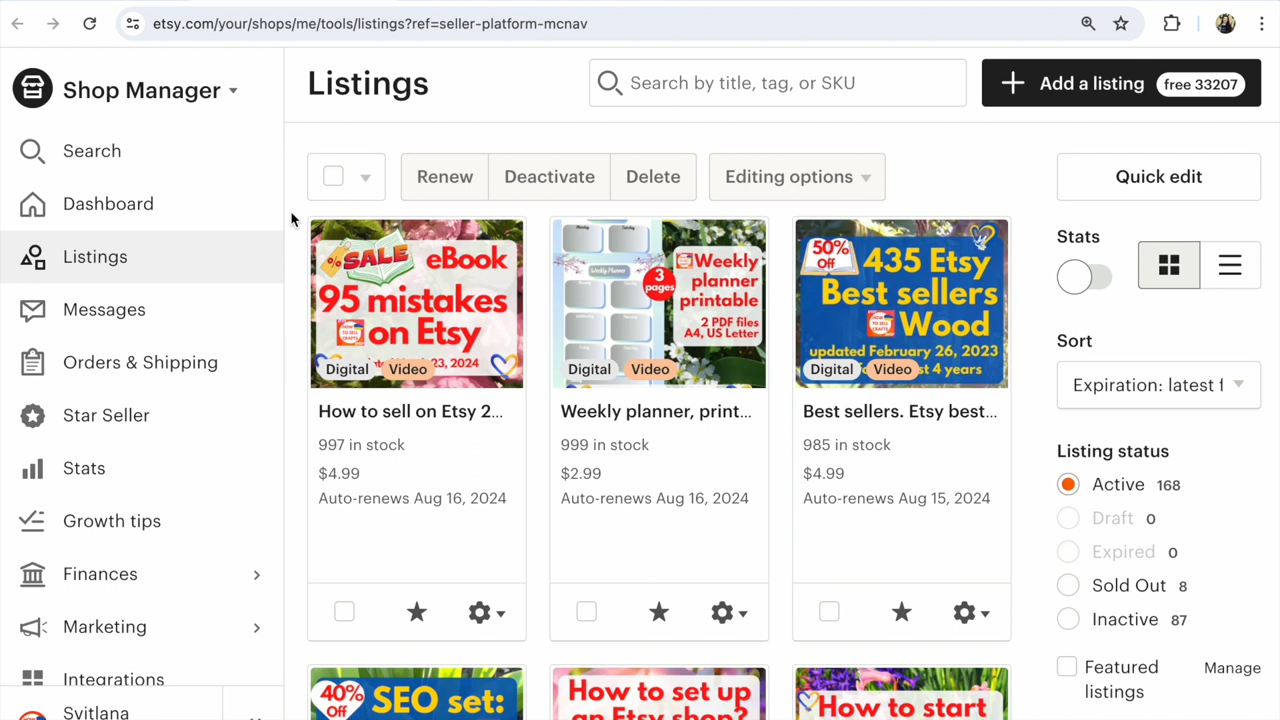 etsy.com/your/shops/me/tools/listings?ref=seller-platform-mcnav
Shop Manager
Search
Dashboard
Listings
Messages
Orders & Shipping
Star Seller
Stats
Growth tips
Finances
Marketing
Integrations
Svitlana
Listings
Search by title, tag, or SKU
Add a listing free 33207
Renew
Deactivate
Delete
Editing options
SALE
eBook
95 mistakes
on Etsy
23, 2024
Digital
Video
How to sell on Etsy 2...
997 in stock
$4.99
Auto-renews Aug 16, 2024
Weekly Planner
3
pages
Weekly
planner
printable
2 PDF files
A4, US Letter
Digital
Video
Weekly planner, print...
999 in stock
$2.99
Auto-renews Aug 16, 2024
50%
Off
435 Etsy
Best sellers
Wood
updated February 26, 2023
st 4 years
Digital
Video
Best sellers. Etsy best...
985 in stock
$4.99
Auto-renews Aug 15, 2024
40%
Off
SEO set:
How to set up
an Etsy shop?
How to start
Quick edit
Stats
Sort
Expiration: latest f
Listing status
Active 168
Draft 0
Expired 0
Sold Out 8
Inactive 87
Featured
listings
Manage